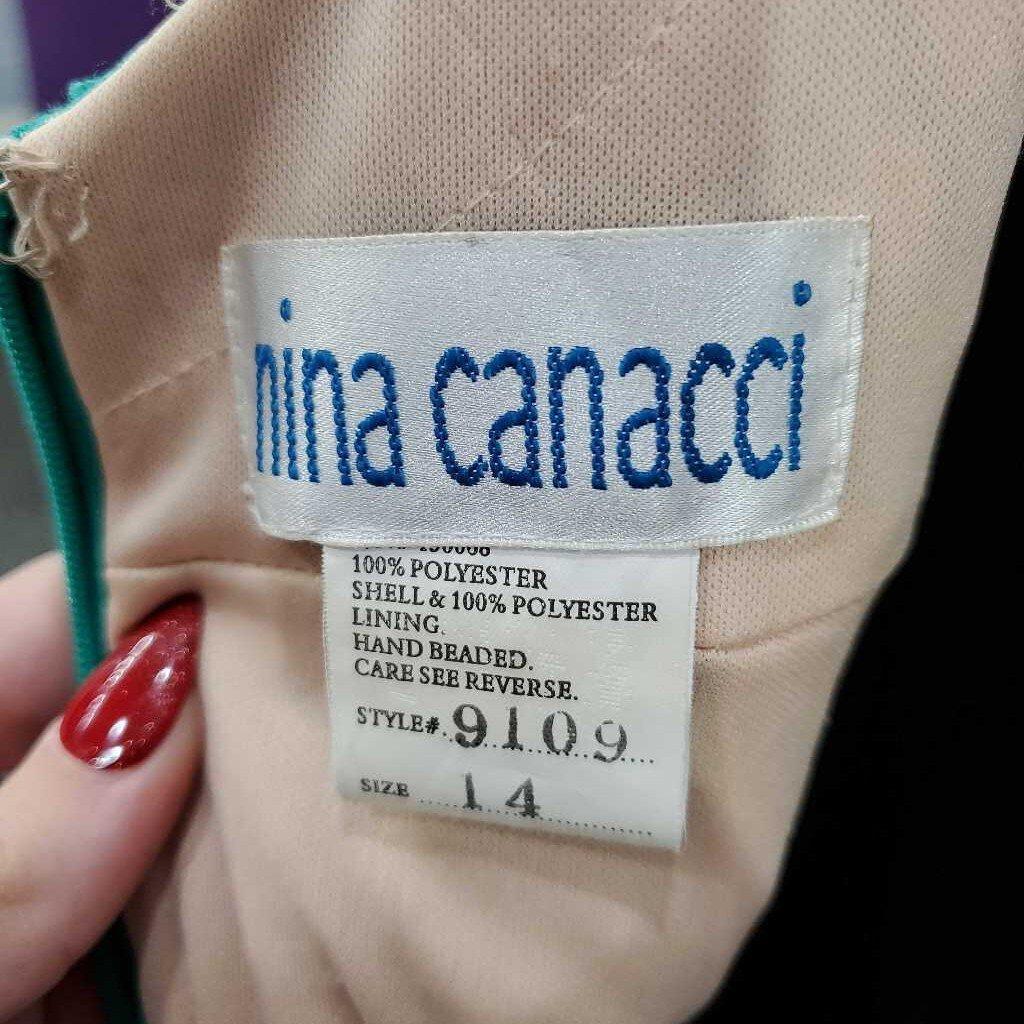 nina canacci
100% POLYESTER
SHELL & 100% POLYESTER
LINING.
HAND BEADED.
CARE SEE REVERSE.
STYLE#. 9109
SIZE 14